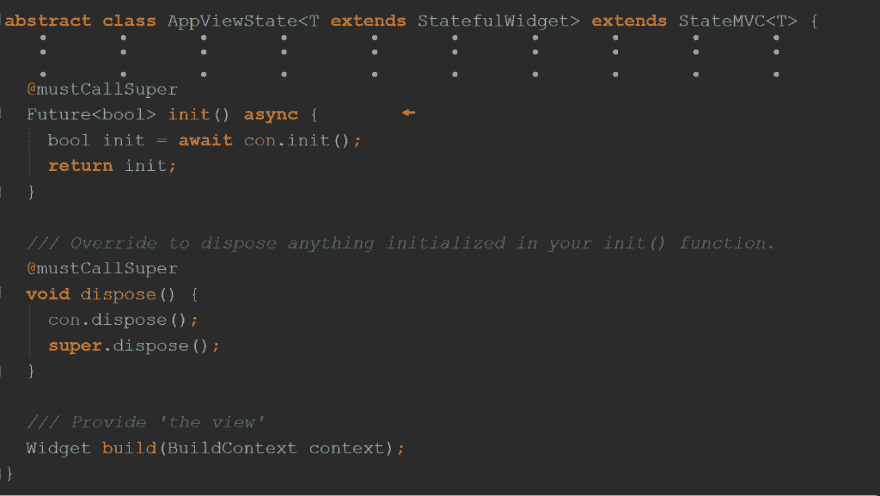 abstract class AppViewState<T extends StatefulWidget> extends StateMVC<T> {
@mustCallSuper
Future<bool> init() async {
bool init = await con.init();
return init;
}
/// Override to dispose anything initialized in your init() function.
@mustCallSuper
void dispose() {
con.dispose();
super.dispose();
}
/// Provide 'the view'
Widget build(BuildContext context);
}